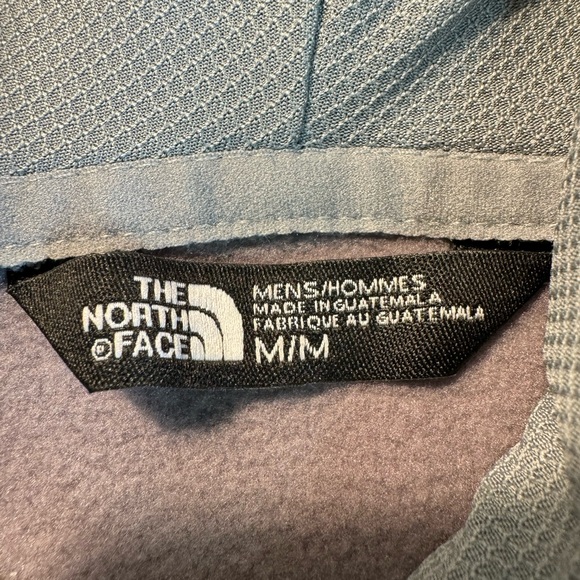 THE
NORTH
®FACE
MENS/HOMMES
MADE IN GUATEMALA
FABRIQUE AU GUATEMALA
M/M